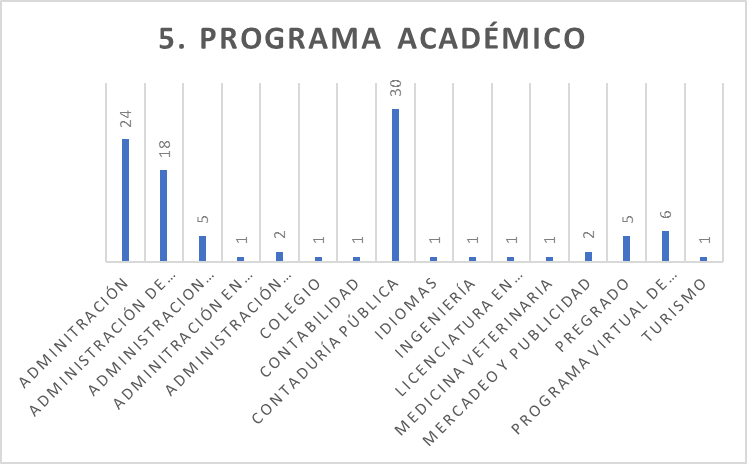 5. PROGRAMA ACADÉMICO
24
18
5
1
2
1
1
30
1
1
1
1
2
5
6
1
ADMINITRACIÓN
ADMINISTRACIÓN DE...
ADMINISTRACION...
ADMINITRACIÓN EN...
ADMINISTRACIÓN...
COLEGIO
CONTABILIDAD
CONTADURÍA PÚBLICA
IDIOMAS
INGENIERÍA
LICENCIATURA EN...
MEDICINA VETERINARIA
MERCADEO Y PUBLICIDAD
PREGRADO
PROGRAMA VIRTUAL DE...
TURISMO